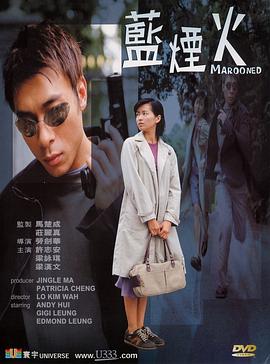 藍煙火
MAROONED
監製 馬楚成
莊麗真
導演 勞劍華
主演 許志安
梁詠琪
梁漢文
producer JINGLE MA
PATRICIA CHENG
director LO KIM WAH
starring ANDY HUI
GIGI LEUNG
EDMOND LEUNG
寰宇 UNIVERSE www.U333.com
DVD